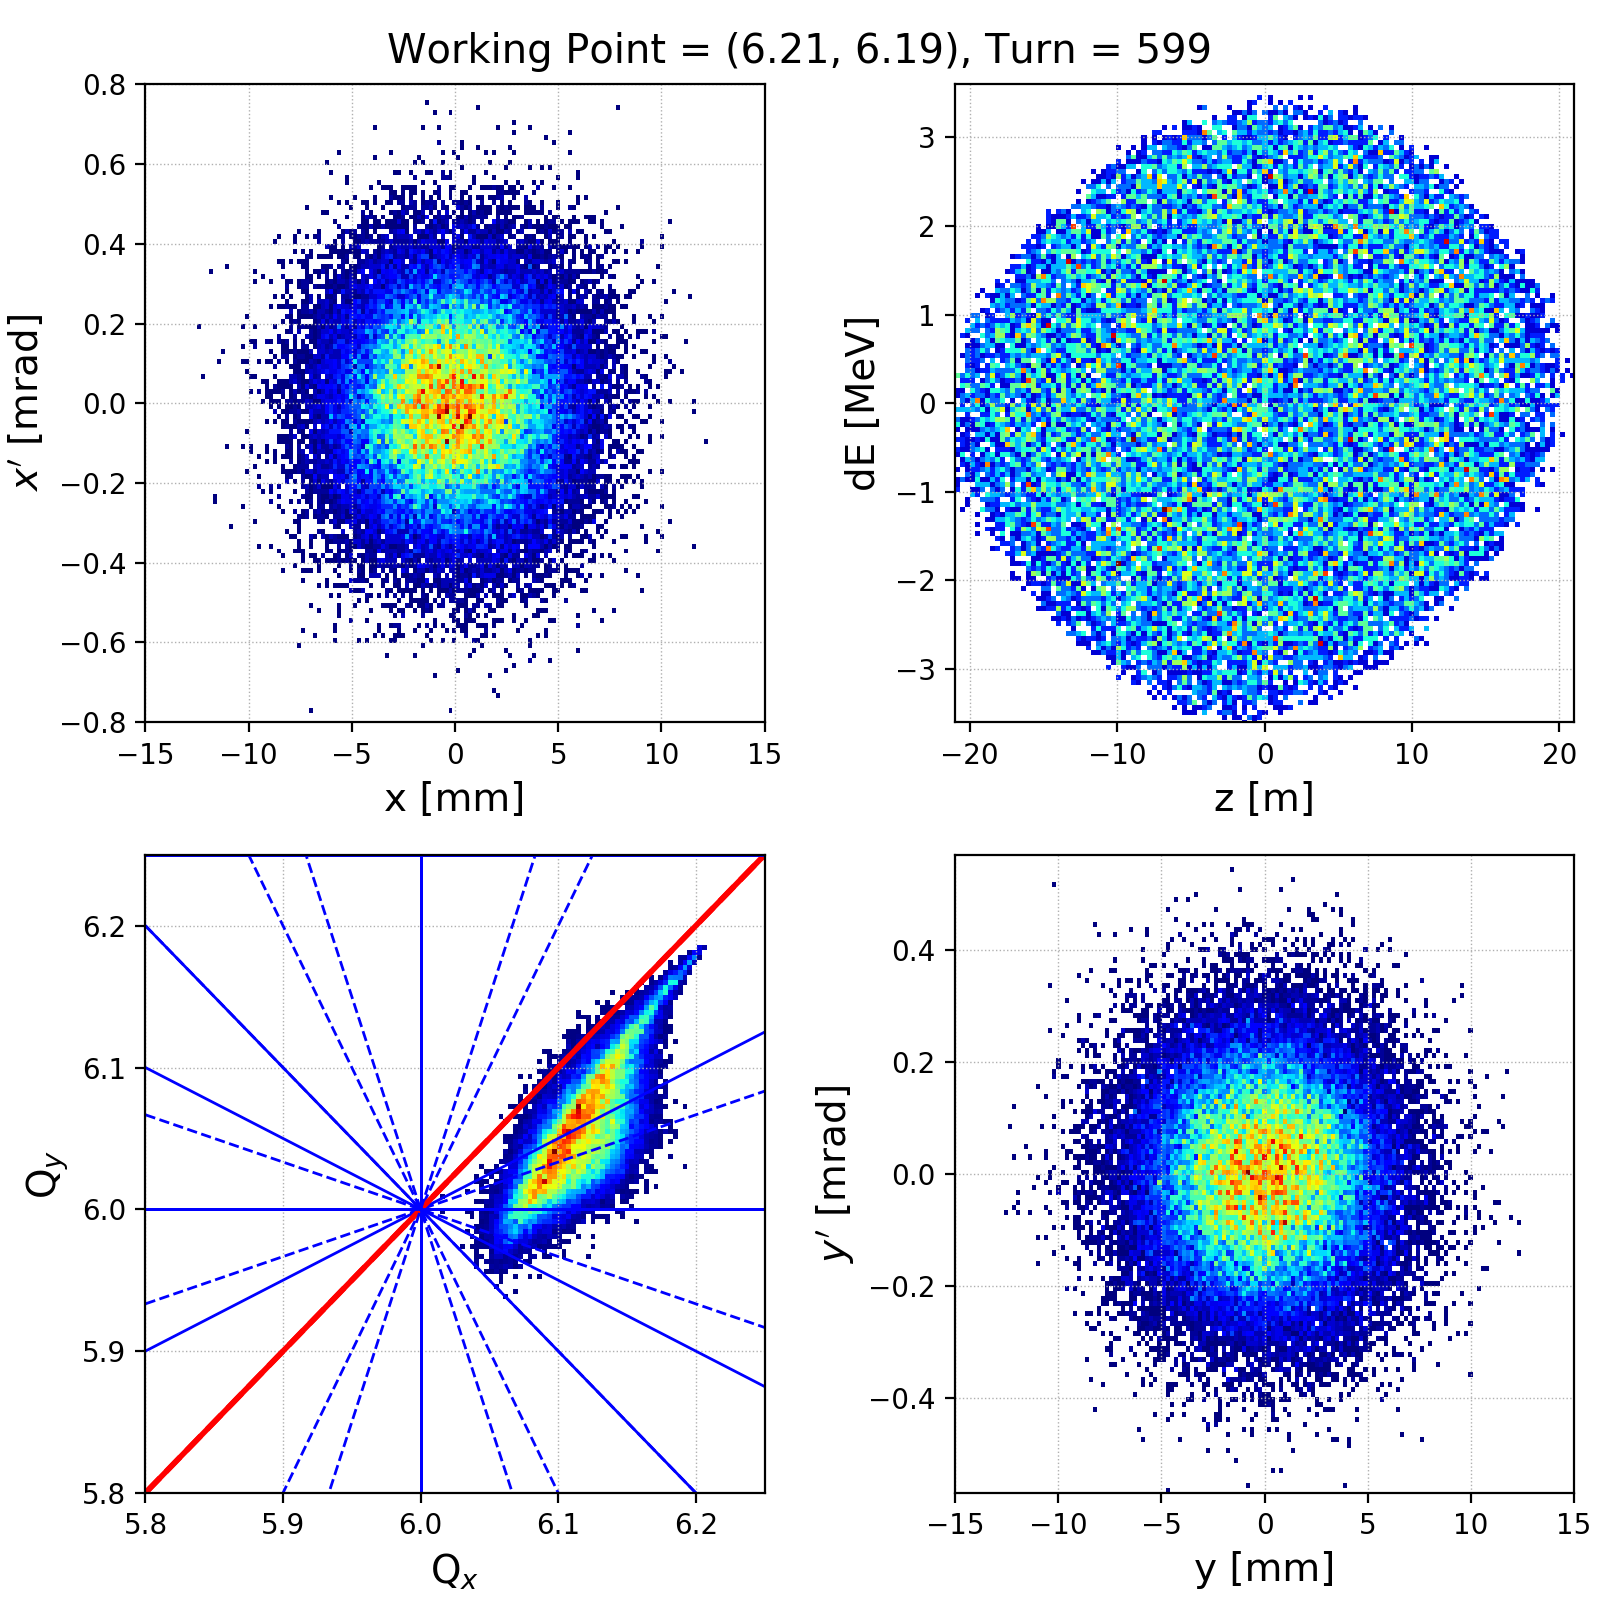 Working Point = (6.21, 6.19), Turn = 599
0.8
0.6
0.4
0.2
0.0
−0.2
−0.4
−0.6
−0.8
x′ [mrad]
−15 −10 −5 0 5 10 15
x [mm]
3
2
1
0
−1
−2
−3
dE [MeV]
−20 −10 0 10 20
z [m]
6.2
6.1
6.0
5.9
5.8
Qy
5.8 5.9 6.0 6.1 6.2
Qx
0.4
0.2
0.0
−0.2
−0.4
y′ [mrad]
−15 −10 −5 0 5 10 15
y [mm]